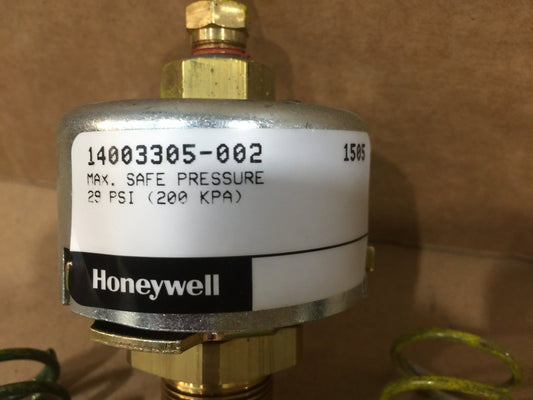 14003305-002 1505
MAX. SAFE PRESSURE
29 PSI (200 KPA)
Honeywell